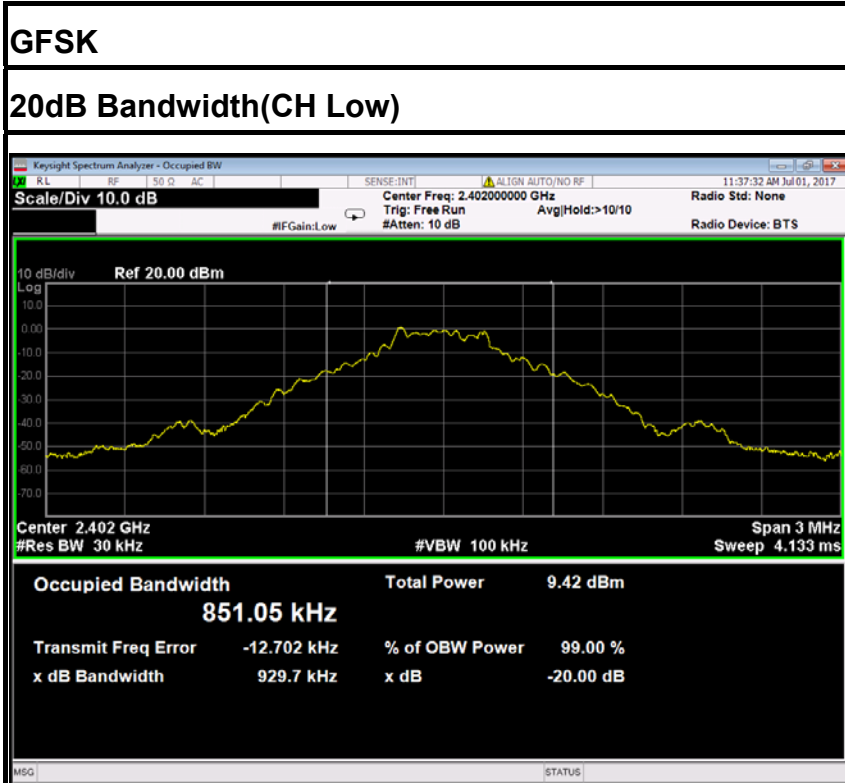 GFSK
20dB Bandwidth(CH Low)
Keysight Spectrum Analyzer - Occupied BW
LXI RL RF 50 Ω AC SENSE:INT ALIGN AUTO/NO RF 11:37:32 AM Jul 01, 2017
Scale/Div 10.0 dB Center Freq: 2.402000000 GHz Radio Std: None
Trig: Free Run Avg|Hold:>10/10
#IFGain:Low #Atten: 10 dB Radio Device: BTS
10 dB/div Ref 20.00 dBm
Log
10.0
0.00
-10.0
-20.0
-30.0
-40.0
-50.0
-60.0
-70.0
Center 2.402 GHz Span 3 MHz
#Res BW 30 kHz #VBW 100 kHz Sweep 4.133 ms
Occupied Bandwidth Total Power 9.42 dBm
851.05 kHz
Transmit Freq Error -12.702 kHz % of OBW Power 99.00 %
x dB Bandwidth 929.7 kHz x dB -20.00 dB
MSG STATUS